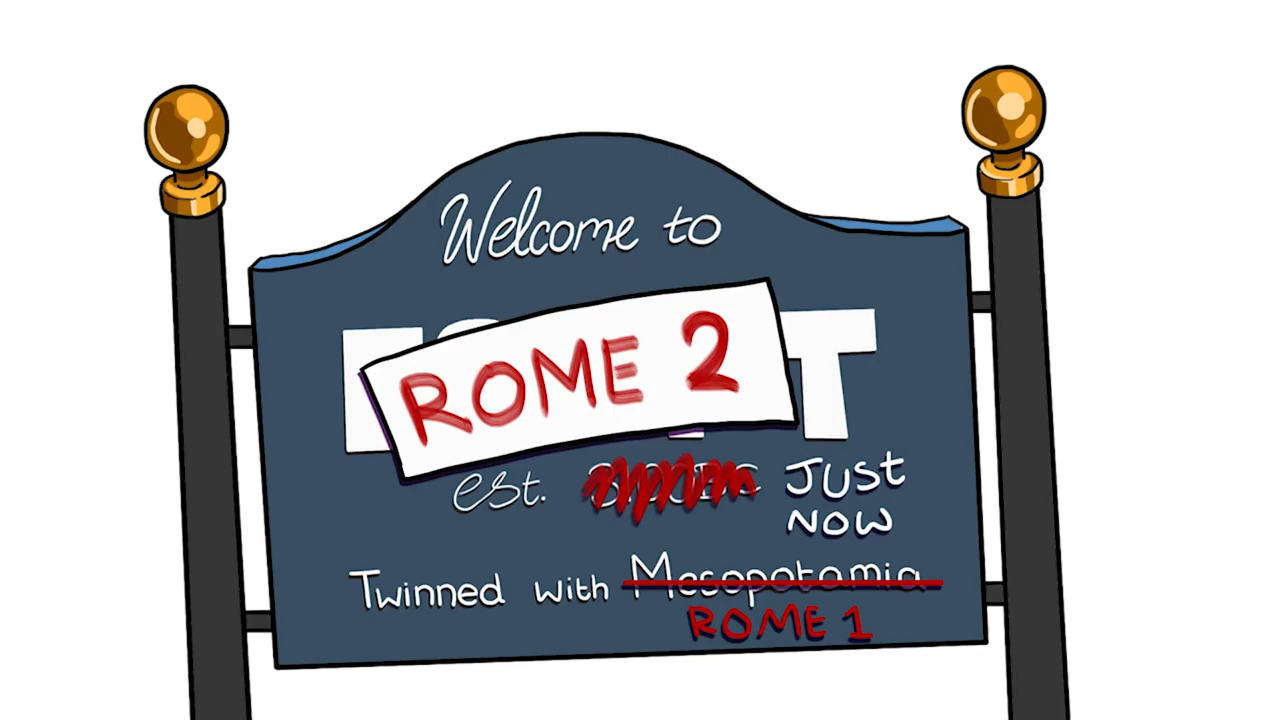 Welcome to
ROME 2
est. JUST
NOW
Twinned with Mesopotamia
ROME 1